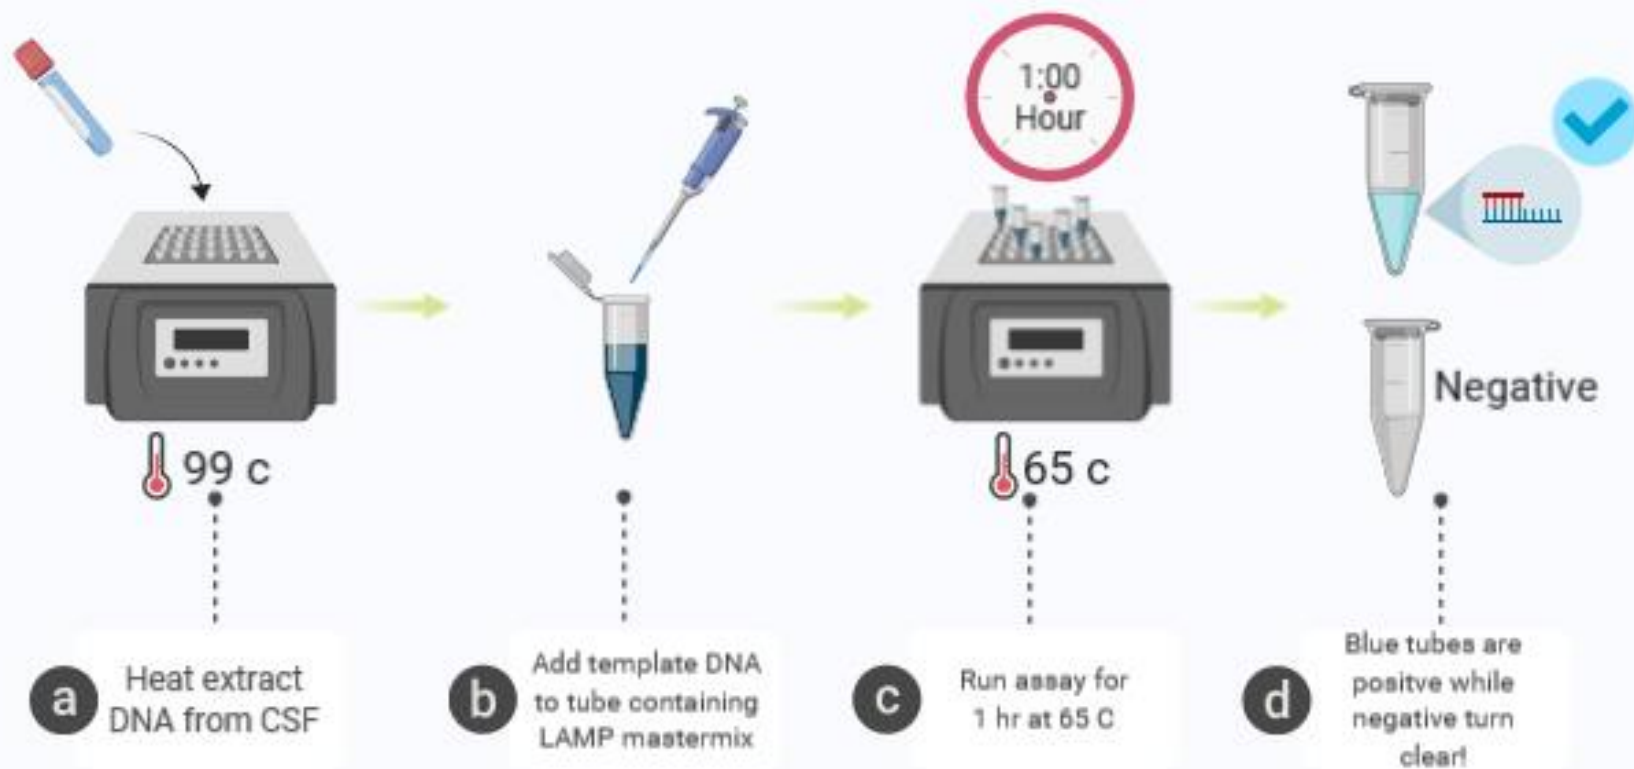 1:00
Hour
Negative
99 c
65 c
a
Heat extract
DNA from CSF
b
Add template DNA
to tube containing
LAMP mastermix
c
Run assay for
1 hr at 65 C
d
Blue tubes are
positve while
negative turn
clear!